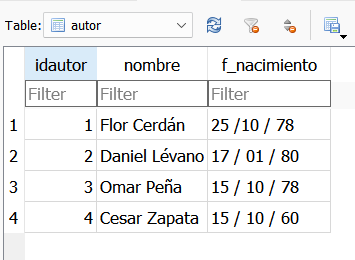 Table: autor
idautor nombre f_nacimiento
Filter Filter Filter
1 1 Flor Cerdán 25 /10 / 78
2 2 Daniel Lévano 17 / 01 / 80
3 3 Omar Peña 15 / 10 / 78
4 4 Cesar Zapata 15 / 10 / 60